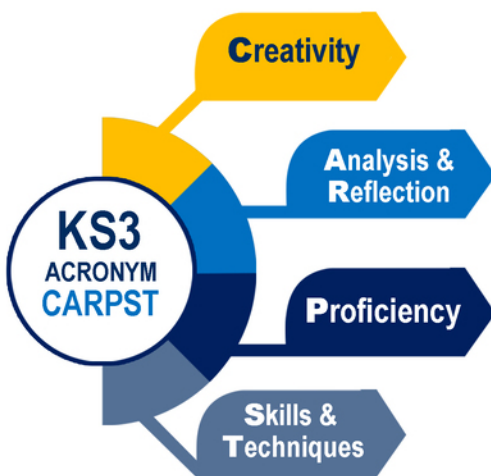 Creativity
Analysis &
Reflection
KS3
ACRONYM
CARPST
Proficiency
Skills &
Techniques